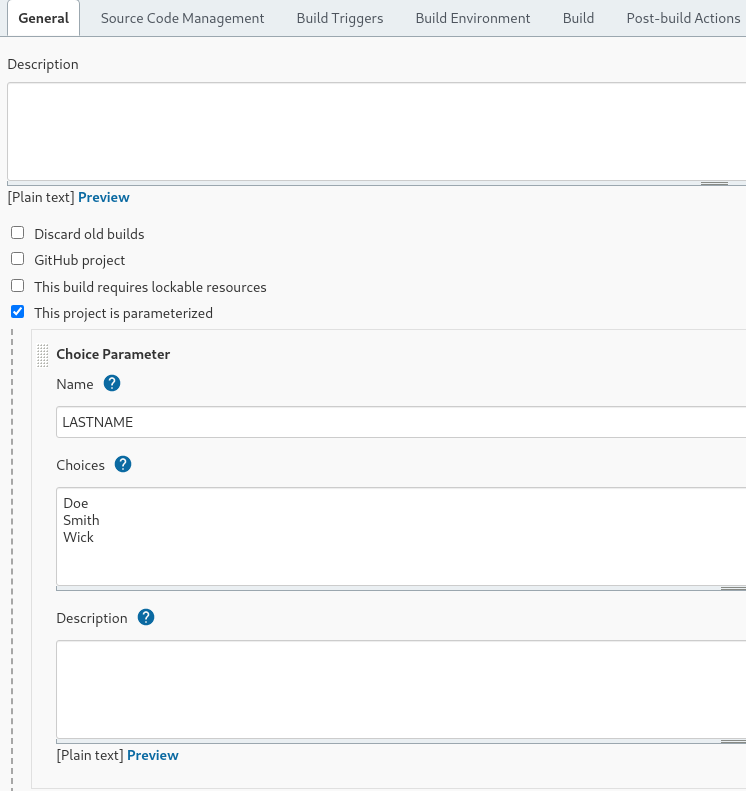 General Source Code Management Build Triggers Build Environment Build Post-build Actions
Description
[Plain text] Preview
Discard old builds
GitHub project
This build requires lockable resources
This project is parameterized
Choice Parameter
Name ?
LASTNAME
Choices ?
Doe
Smith
Wick
Description ?
[Plain text] Preview